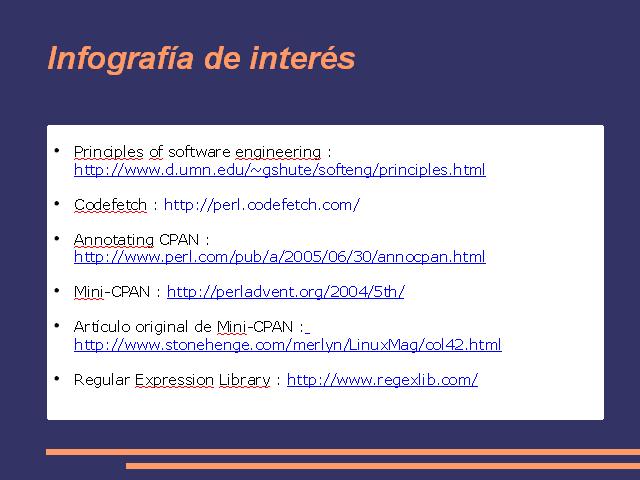 Infografía de interés
• Principles of software engineering :
http://www.d.umn.edu/~gshute/softeng/principles.html
• Codefetch : http://perl.codefetch.com/
• Annotating CPAN :
http://www.perl.com/pub/a/2005/06/30/annocpan.html
• Mini-CPAN : http://perladvent.org/2004/5th/
• Artículo original de Mini-CPAN :
http://www.stonehenge.com/merlyn/LinuxMag/col42.html
• Regular Expression Library : http://www.regexlib.com/